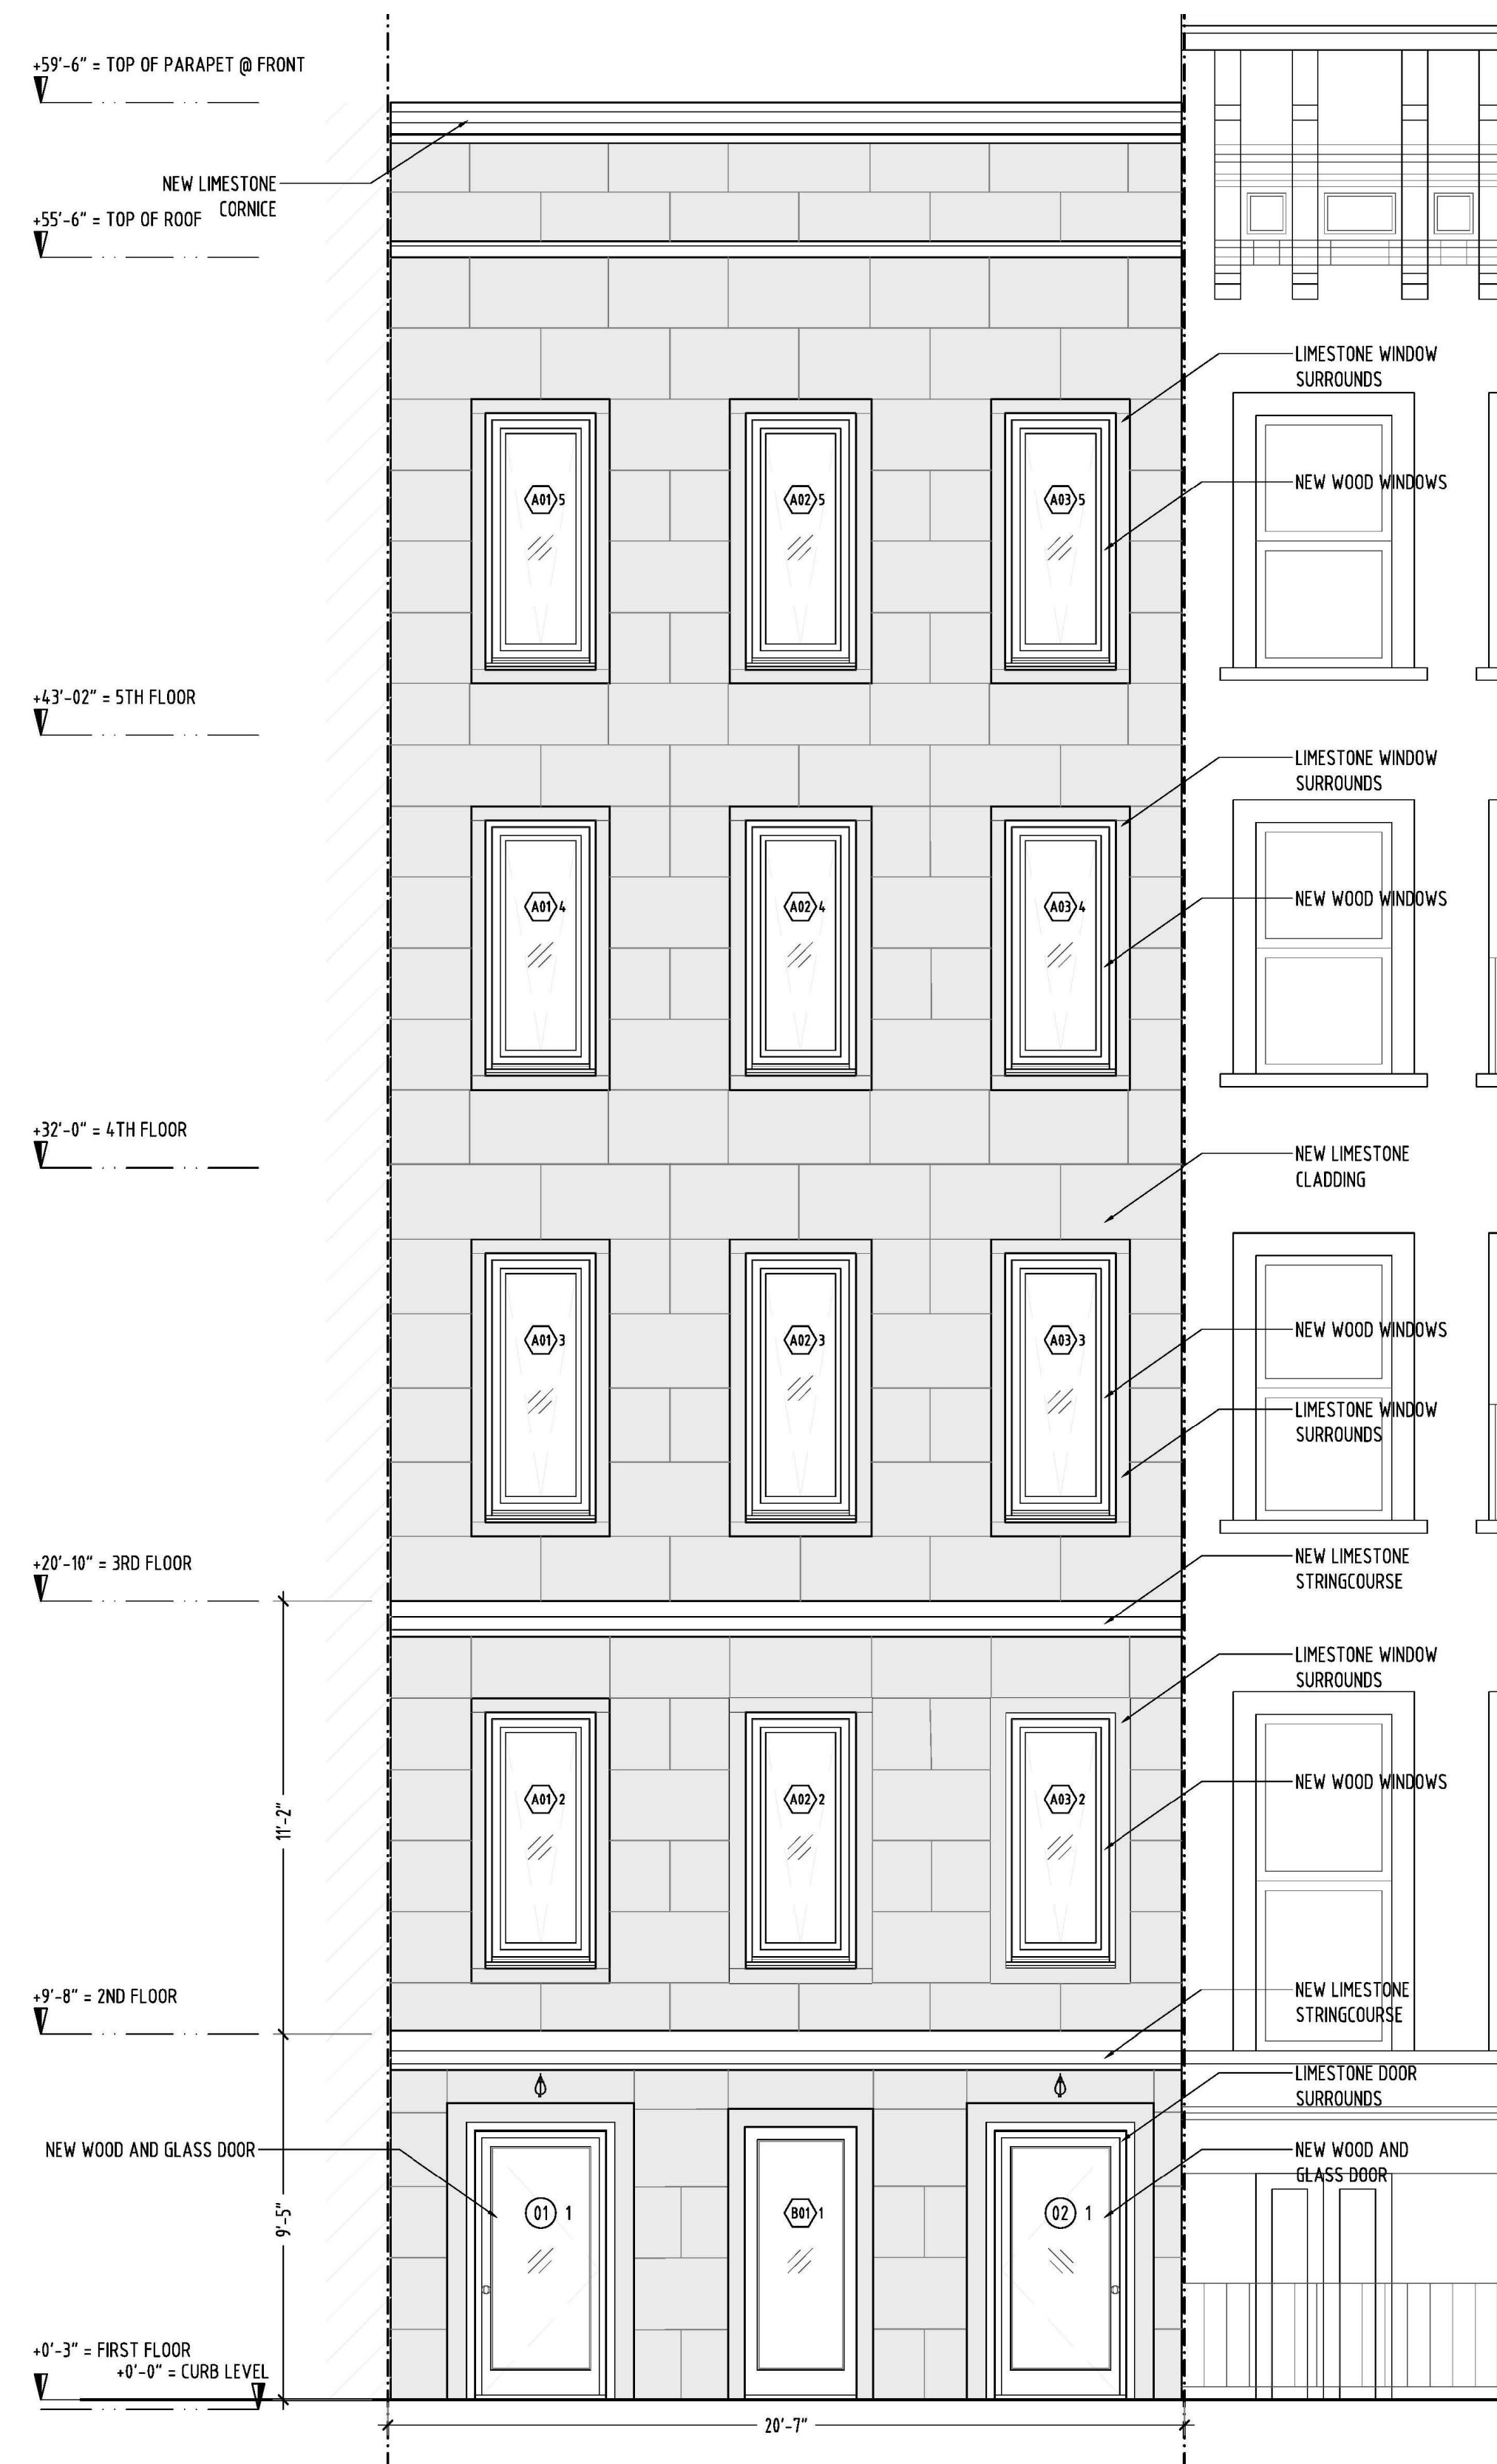 +59'-6" = TOP OF PARAPET @ FRONT
NEW LIMESTONE
CORNICE
+55'-6" = TOP OF ROOF
LIMESTONE WINDOW
SURROUNDS
NEW WOOD WINDOWS
A01 5
A02 5
A03 5
+43'-02" = 5TH FLOOR
LIMESTONE WINDOW
SURROUNDS
NEW WOOD WINDOWS
A01 4
A02 4
A03 4
+32'-0" = 4TH FLOOR
NEW LIMESTONE
CLADDING
A01 3
A02 3
A03 3
NEW WOOD WINDOWS
LIMESTONE WINDOW
SURROUNDS
+20'-10" = 3RD FLOOR
NEW LIMESTONE
STRINGCOURSE
LIMESTONE WINDOW
SURROUNDS
NEW WOOD WINDOWS
11'-2"
A01 2
A02 2
A03 2
+9'-8" = 2ND FLOOR
NEW LIMESTONE
STRINGCOURSE
LIMESTONE DOOR
SURROUNDS
NEW WOOD AND GLASS DOOR
NEW WOOD AND
GLASS DOOR
9'-5"
01 1
B01 1
02 1
+0'-3" = FIRST FLOOR
+0'-0" = CURB LEVEL
20'-7"